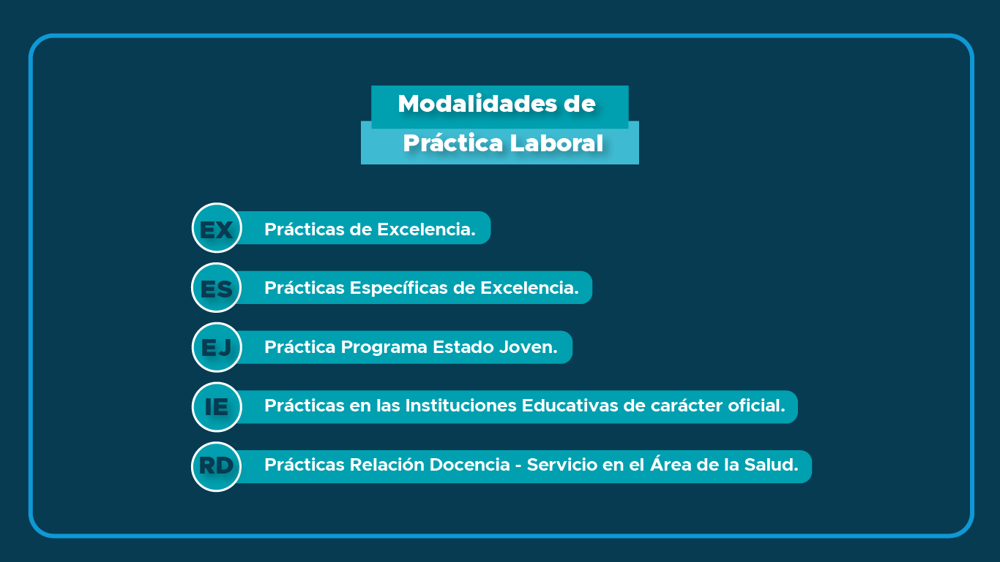 Modalidades de
Práctica Laboral
EX Prácticas de Excelencia.
ES Prácticas Específicas de Excelencia.
EJ Práctica Programa Estado Joven.
IE Prácticas en las Instituciones Educativas de carácter oficial.
RD Prácticas Relación Docencia - Servicio en el Área de la Salud.